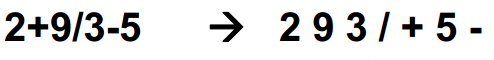 2+9/3-5 → 2 9 3 / + 5 -